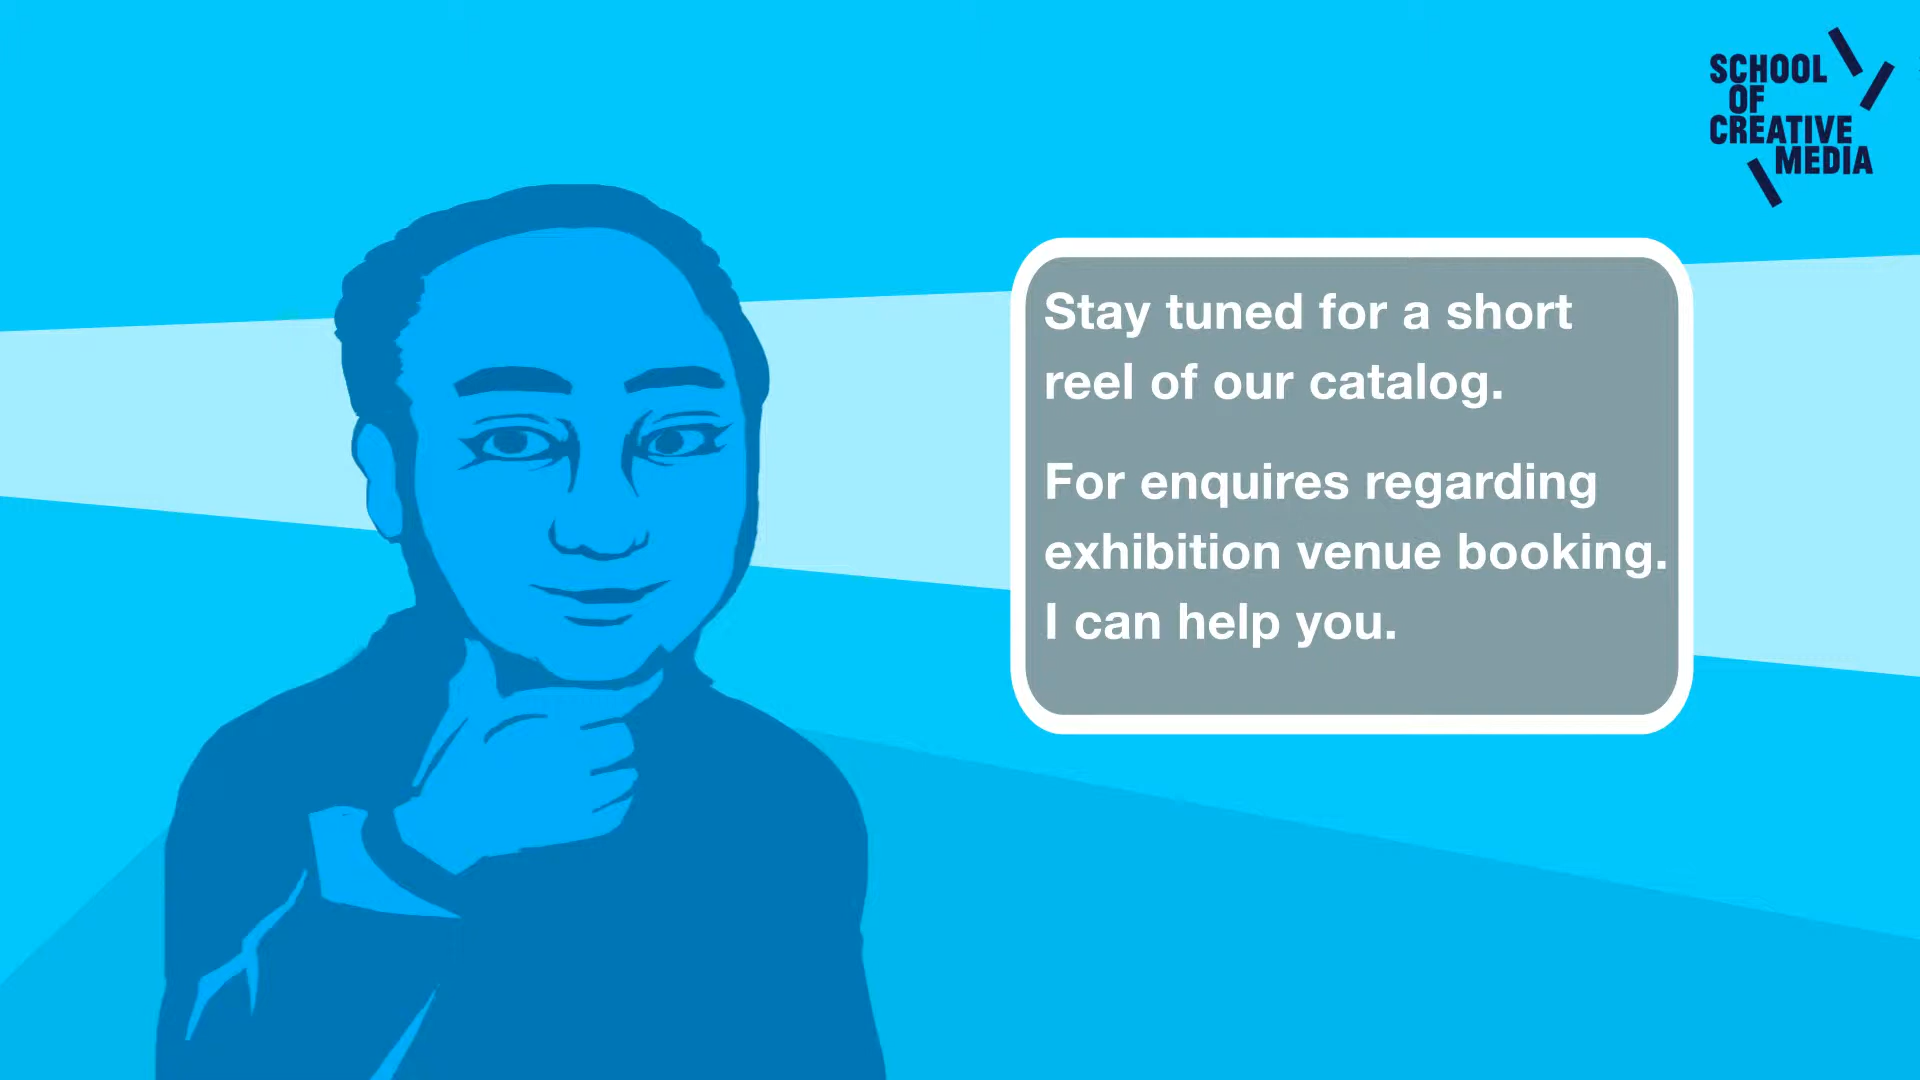 SCHOOL
OF
CREATIVE
MEDIA
Stay tuned for a short
reel of our catalog.
For enquires regarding
exhibition venue booking.
I can help you.